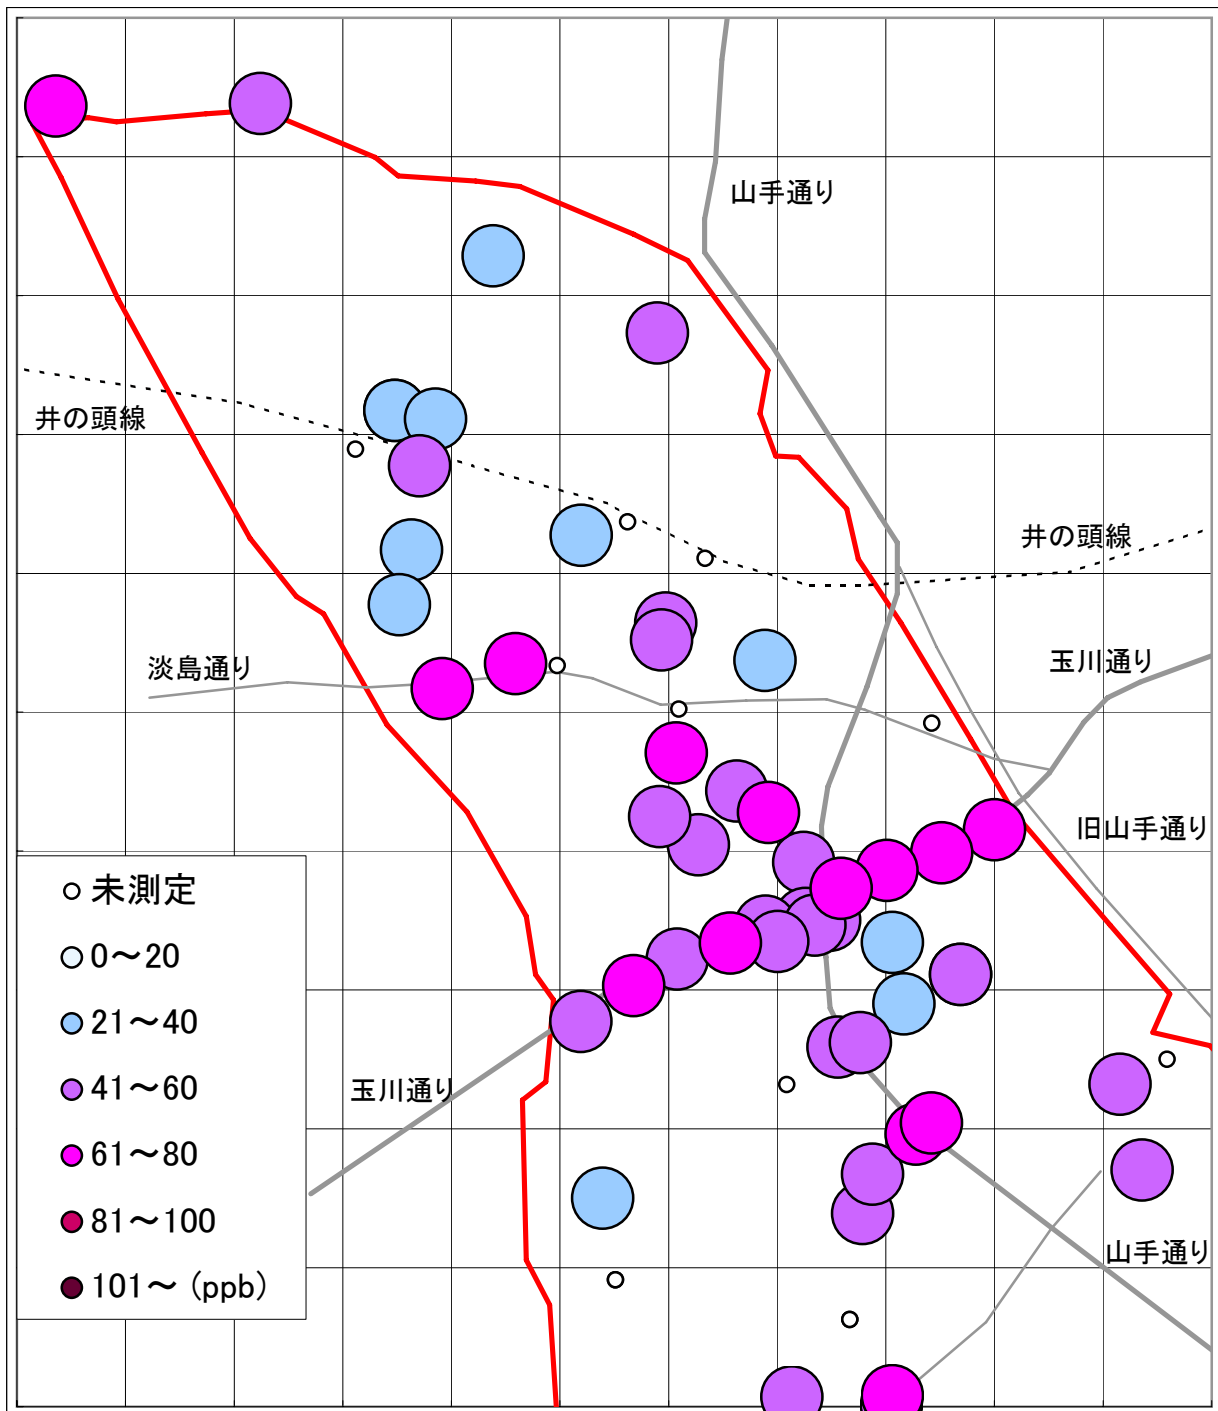 山手通り
井の頭線
井の頭線
淡島通り
玉川通り
旧山手通り
未測定
0～20
21～40
41～60
61～80
81～100
101～ (ppb)
玉川通り
山手通り